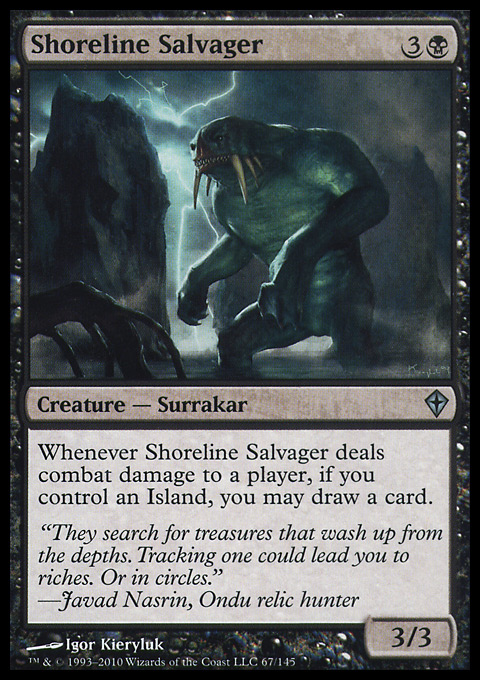 Shoreline Salvager 3
Creature — Surrakar
Whenever Shoreline Salvager deals
combat damage to a player, if you
control an Island, you may draw a card.
“They search for treasures that wash up from
the depths. Tracking one could lead you to
riches. Or in circles.”
—Javad Nasrin, Ondu relic hunter
Igor Kieryluk
3/3
™ & © 1993–2010 Wizards of the Coast LLC 67/145